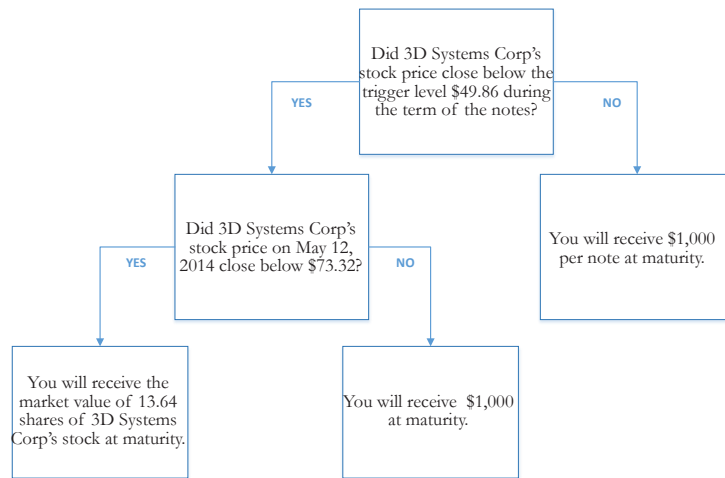 Did 3D Systems Corp's
stock price close below the
trigger level $49.86 during
the term of the notes?
YES
NO
Did 3D Systems Corp's
stock price on May 12,
2014 close below $73.32?
You will receive $1,000
per note at maturity.
YES
NO
You will receive the
market value of 13.64
shares of 3D Systems
Corp's stock at maturity.
You will receive $1,000
at maturity.